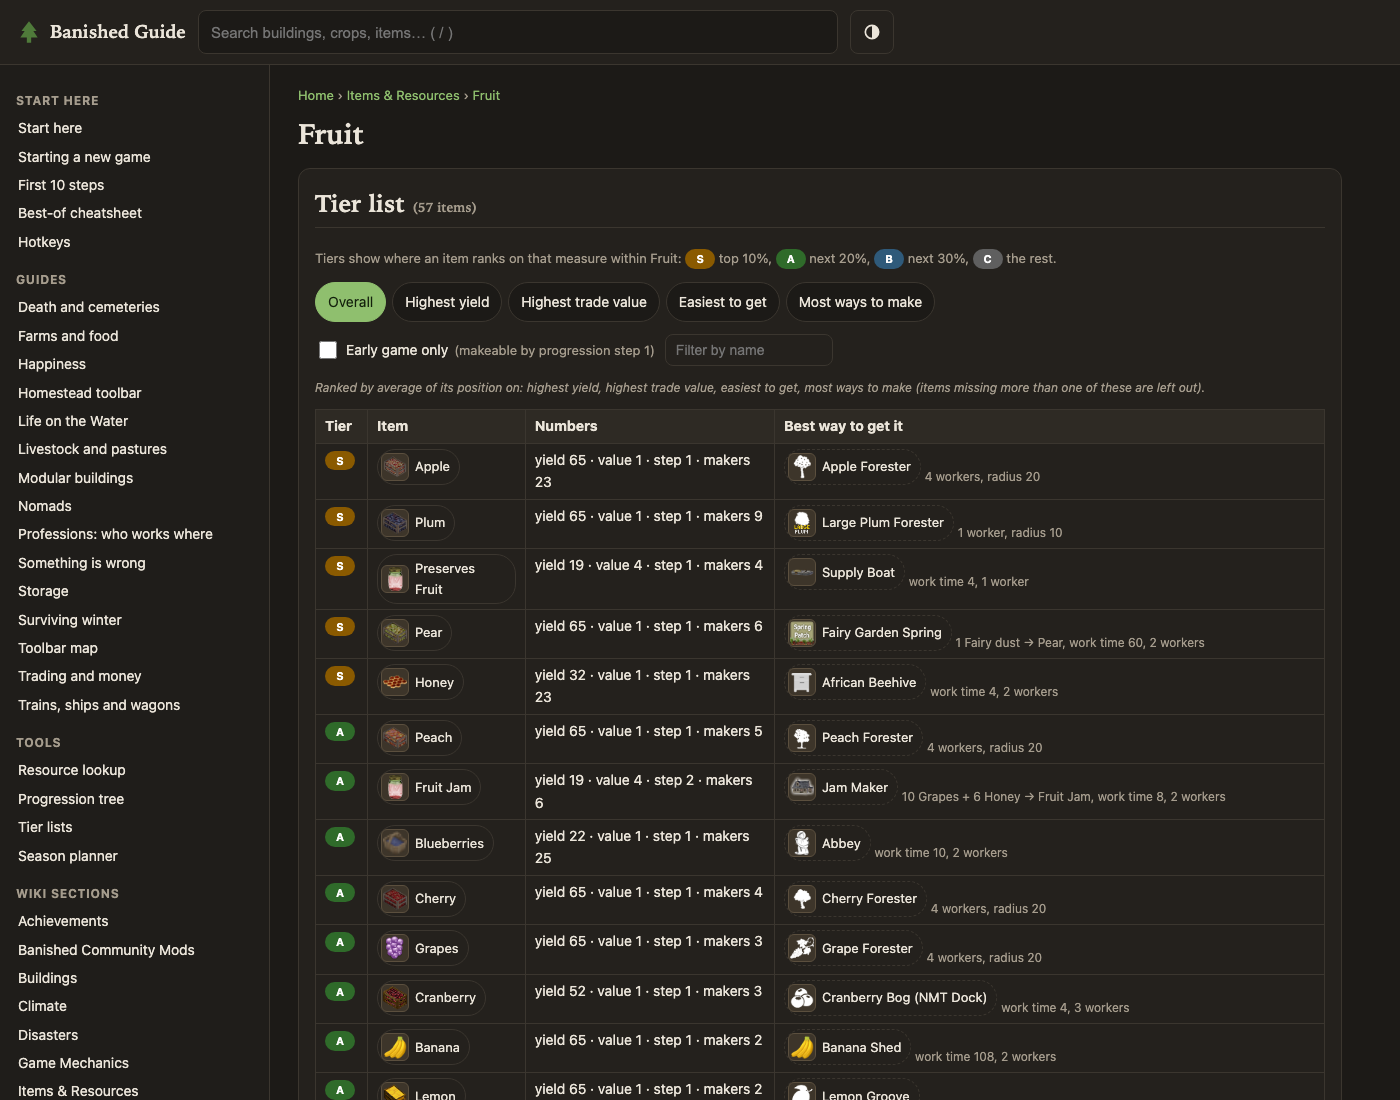 Banished Guide
Search buildings, crops, items… ( / )
START HERE
Start here
Starting a new game
First 10 steps
Best-of cheatsheet
Hotkeys
GUIDES
Death and cemeteries
Farms and food
Happiness
Homestead toolbar
Life on the Water
Livestock and pastures
Modular buildings
Nomads
Professions: who works where
Something is wrong
Storage
Surviving winter
Toolbar map
Trading and money
Trains, ships and wagons
TOOLS
Resource lookup
Progression tree
Tier lists
Season planner
WIKI SECTIONS
Achievements
Banished Community Mods
Buildings
Climate
Disasters
Game Mechanics
Items & Resources
Home › Items & Resources › Fruit
Fruit
Tier list (57 items)
Tiers show where an item ranks on that measure within Fruit: S top 10%, A next 20%, B next 30%, C the rest.
Overall Highest yield Highest trade value Easiest to get Most ways to make
Early game only (makeable by progression step 1) Filter by name
Ranked by average of its position on: highest yield, highest trade value, easiest to get, most ways to make (items missing more than one of these are left out).
Tier Item Numbers Best way to get it
S Apple yield 65 · value 1 · step 1 · makers
23
Apple Forester 4 workers, radius 20
S Plum yield 65 · value 1 · step 1 · makers 9 Large Plum Forester 1 worker, radius 10
S Preserves
Fruit
yield 19 · value 4 · step 1 · makers 4 Supply Boat work time 4, 1 worker
S Pear yield 65 · value 1 · step 1 · makers 6 Fairy Garden Spring 1 Fairy dust → Pear, work time 60, 2 workers
S Honey yield 32 · value 1 · step 1 · makers
23
African Beehive work time 4, 2 workers
A Peach yield 65 · value 1 · step 1 · makers 5 Peach Forester 4 workers, radius 20
A Fruit Jam yield 19 · value 4 · step 2 · makers
6
Jam Maker 10 Grapes + 6 Honey → Fruit Jam, work time 8, 2 workers
A Blueberries yield 22 · value 1 · step 1 · makers
25
Abbey work time 10, 2 workers
A Cherry yield 65 · value 1 · step 1 · makers 4 Cherry Forester 4 workers, radius 20
A Grapes yield 65 · value 1 · step 1 · makers 3 Grape Forester 4 workers, radius 20
A Cranberry yield 52 · value 1 · step 1 · makers 3 Cranberry Bog (NMT Dock) work time 4, 3 workers
A Banana yield 65 · value 1 · step 1 · makers 2 Banana Shed work time 108, 2 workers
A Lemon yield 65 · value 1 · step 1 · makers 2 Lemon Groove